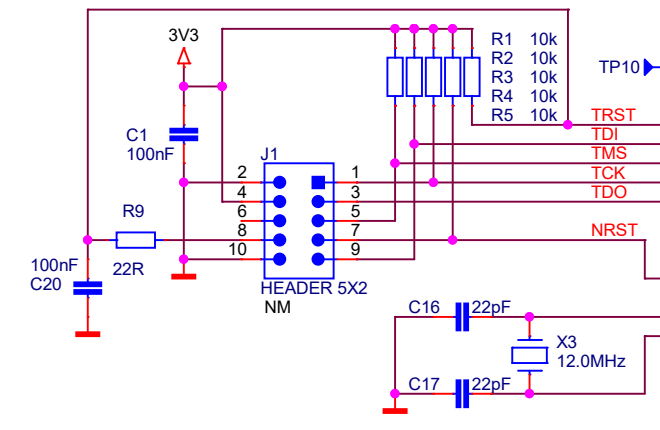 3V3
R1 10k
R2 10k
R3 10k
R4 10k
R5 10k
TP10
TRST
TDI
TMS
TCK
TDO
NRST
C1
100nF
J1
2 1
4 3
6 5
8 7
10 9
HEADER 5X2
NM
R9
22R
100nF
C20
C16 22pF
X3
12.0MHz
C17 22pF